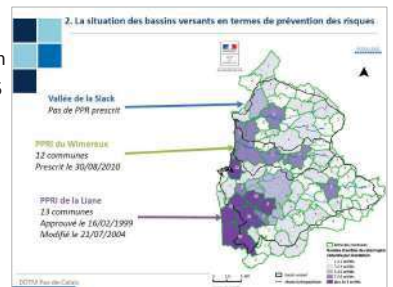 2. La situation des bassins versants en termes de prévention des risques
n
s
Vallée de la Slack
Pas de PPR prescrit
PPRI du Wimereux
12 communes
Prescrit le 30/08/2010
PPRI de la Liane
13 communes
Approuvé le 16/02/1999
Modifié le 21/07/2004
DDTM Pas-de-Calais